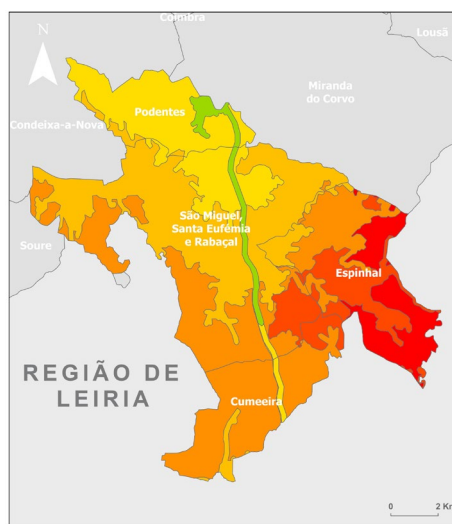 Coimbra
Lousã
N
Miranda
do Corvo
Podentes
Condeixa-a-Nova
São Miguel,
Santa Eufémia
e Rabaçal
Soure
Espinhal
REGIÃO DE
LEIRIA
Cumeeira
0 2 Km